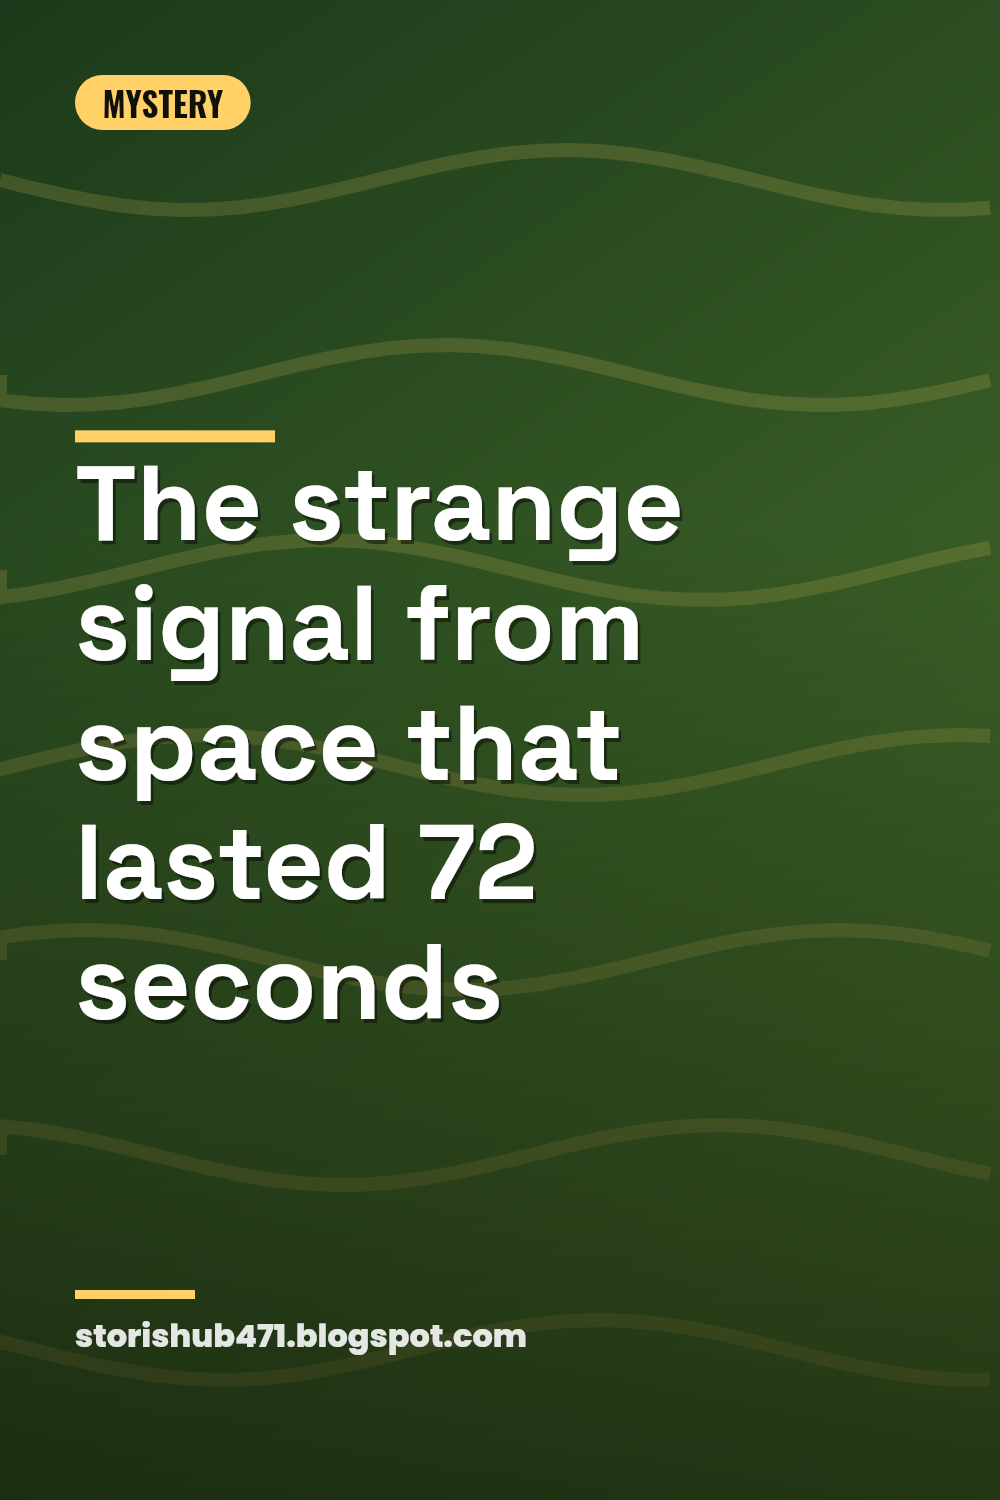 MYSTERY
The strange
signal from
space that
lasted 72
seconds
storishub471.blogspot.com